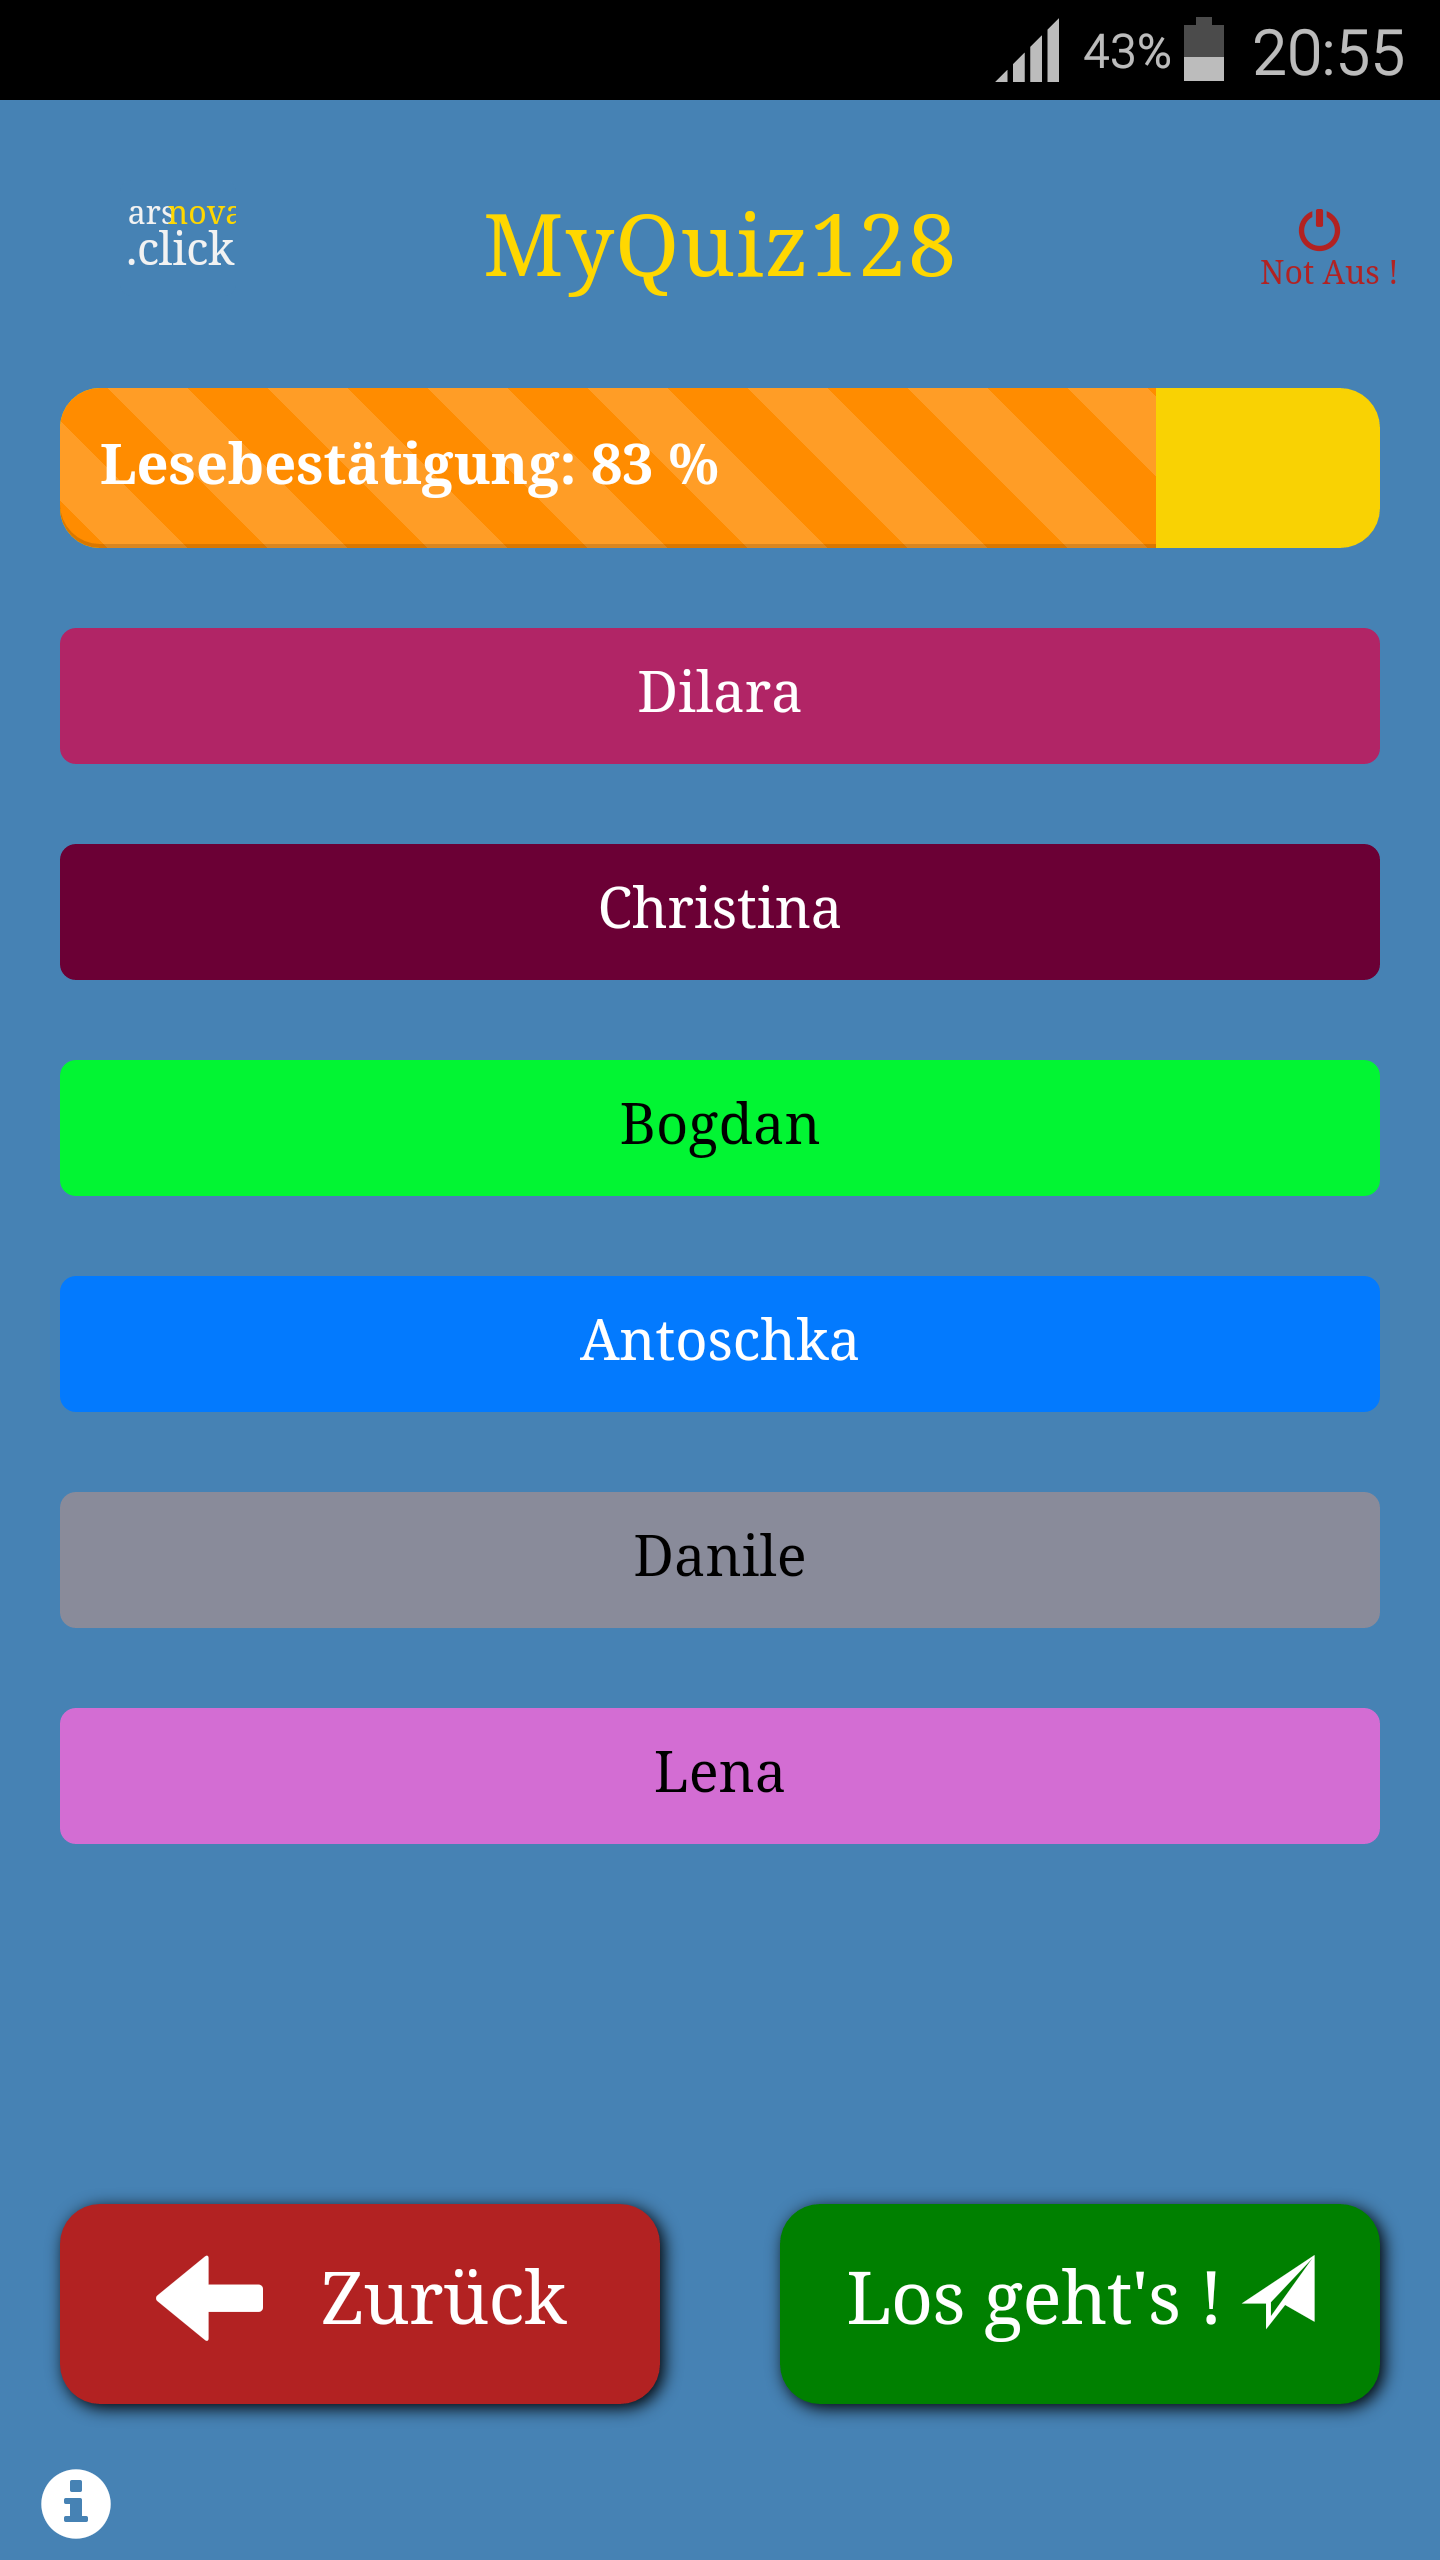 43% 20:55
arsnova
.click
MyQuiz128
Not Aus !
Lesebestätigung: 83 %
Dilara
Christina
Bogdan
Antoschka
Danile
Lena
Zurück
Los geht's !